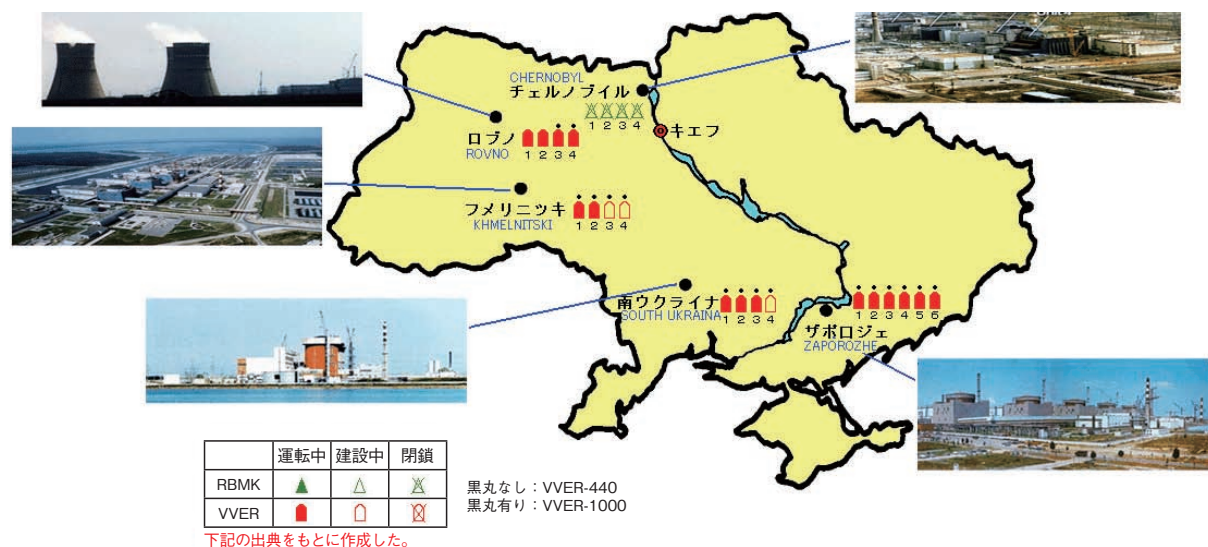 CHERNOBYL
チェルノブイル
1 2 3 4
キエフ
ロブノ
ROVNO
1 2 3 4
フメリニッキ
KHMELNITSKI
1 2 3 4
南ウクライナ
SOUTH UKRAINA
1 2 3 4
1 2 3 4 5 6
ザポロジェ
ZAPOROZHE
運転中 建設中 閉鎖
RBMK
VVER
黒丸なし：VVER-440
黒丸有り：VVER-1000
下記の出典をもとに作成した。